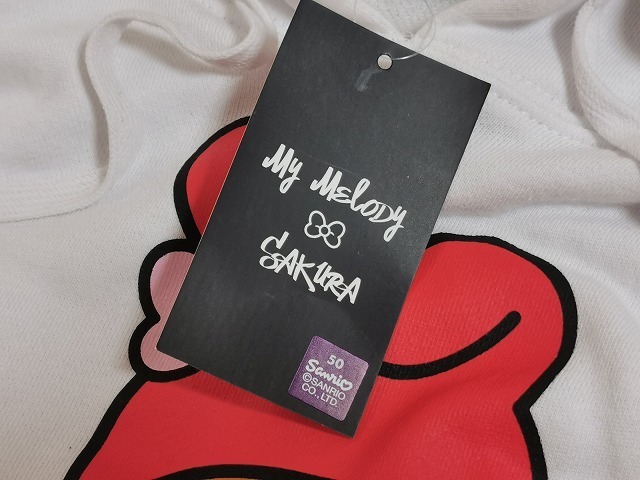 My Melody
Sakura
50
Sanrio
©SANRIO
CO., LTD.